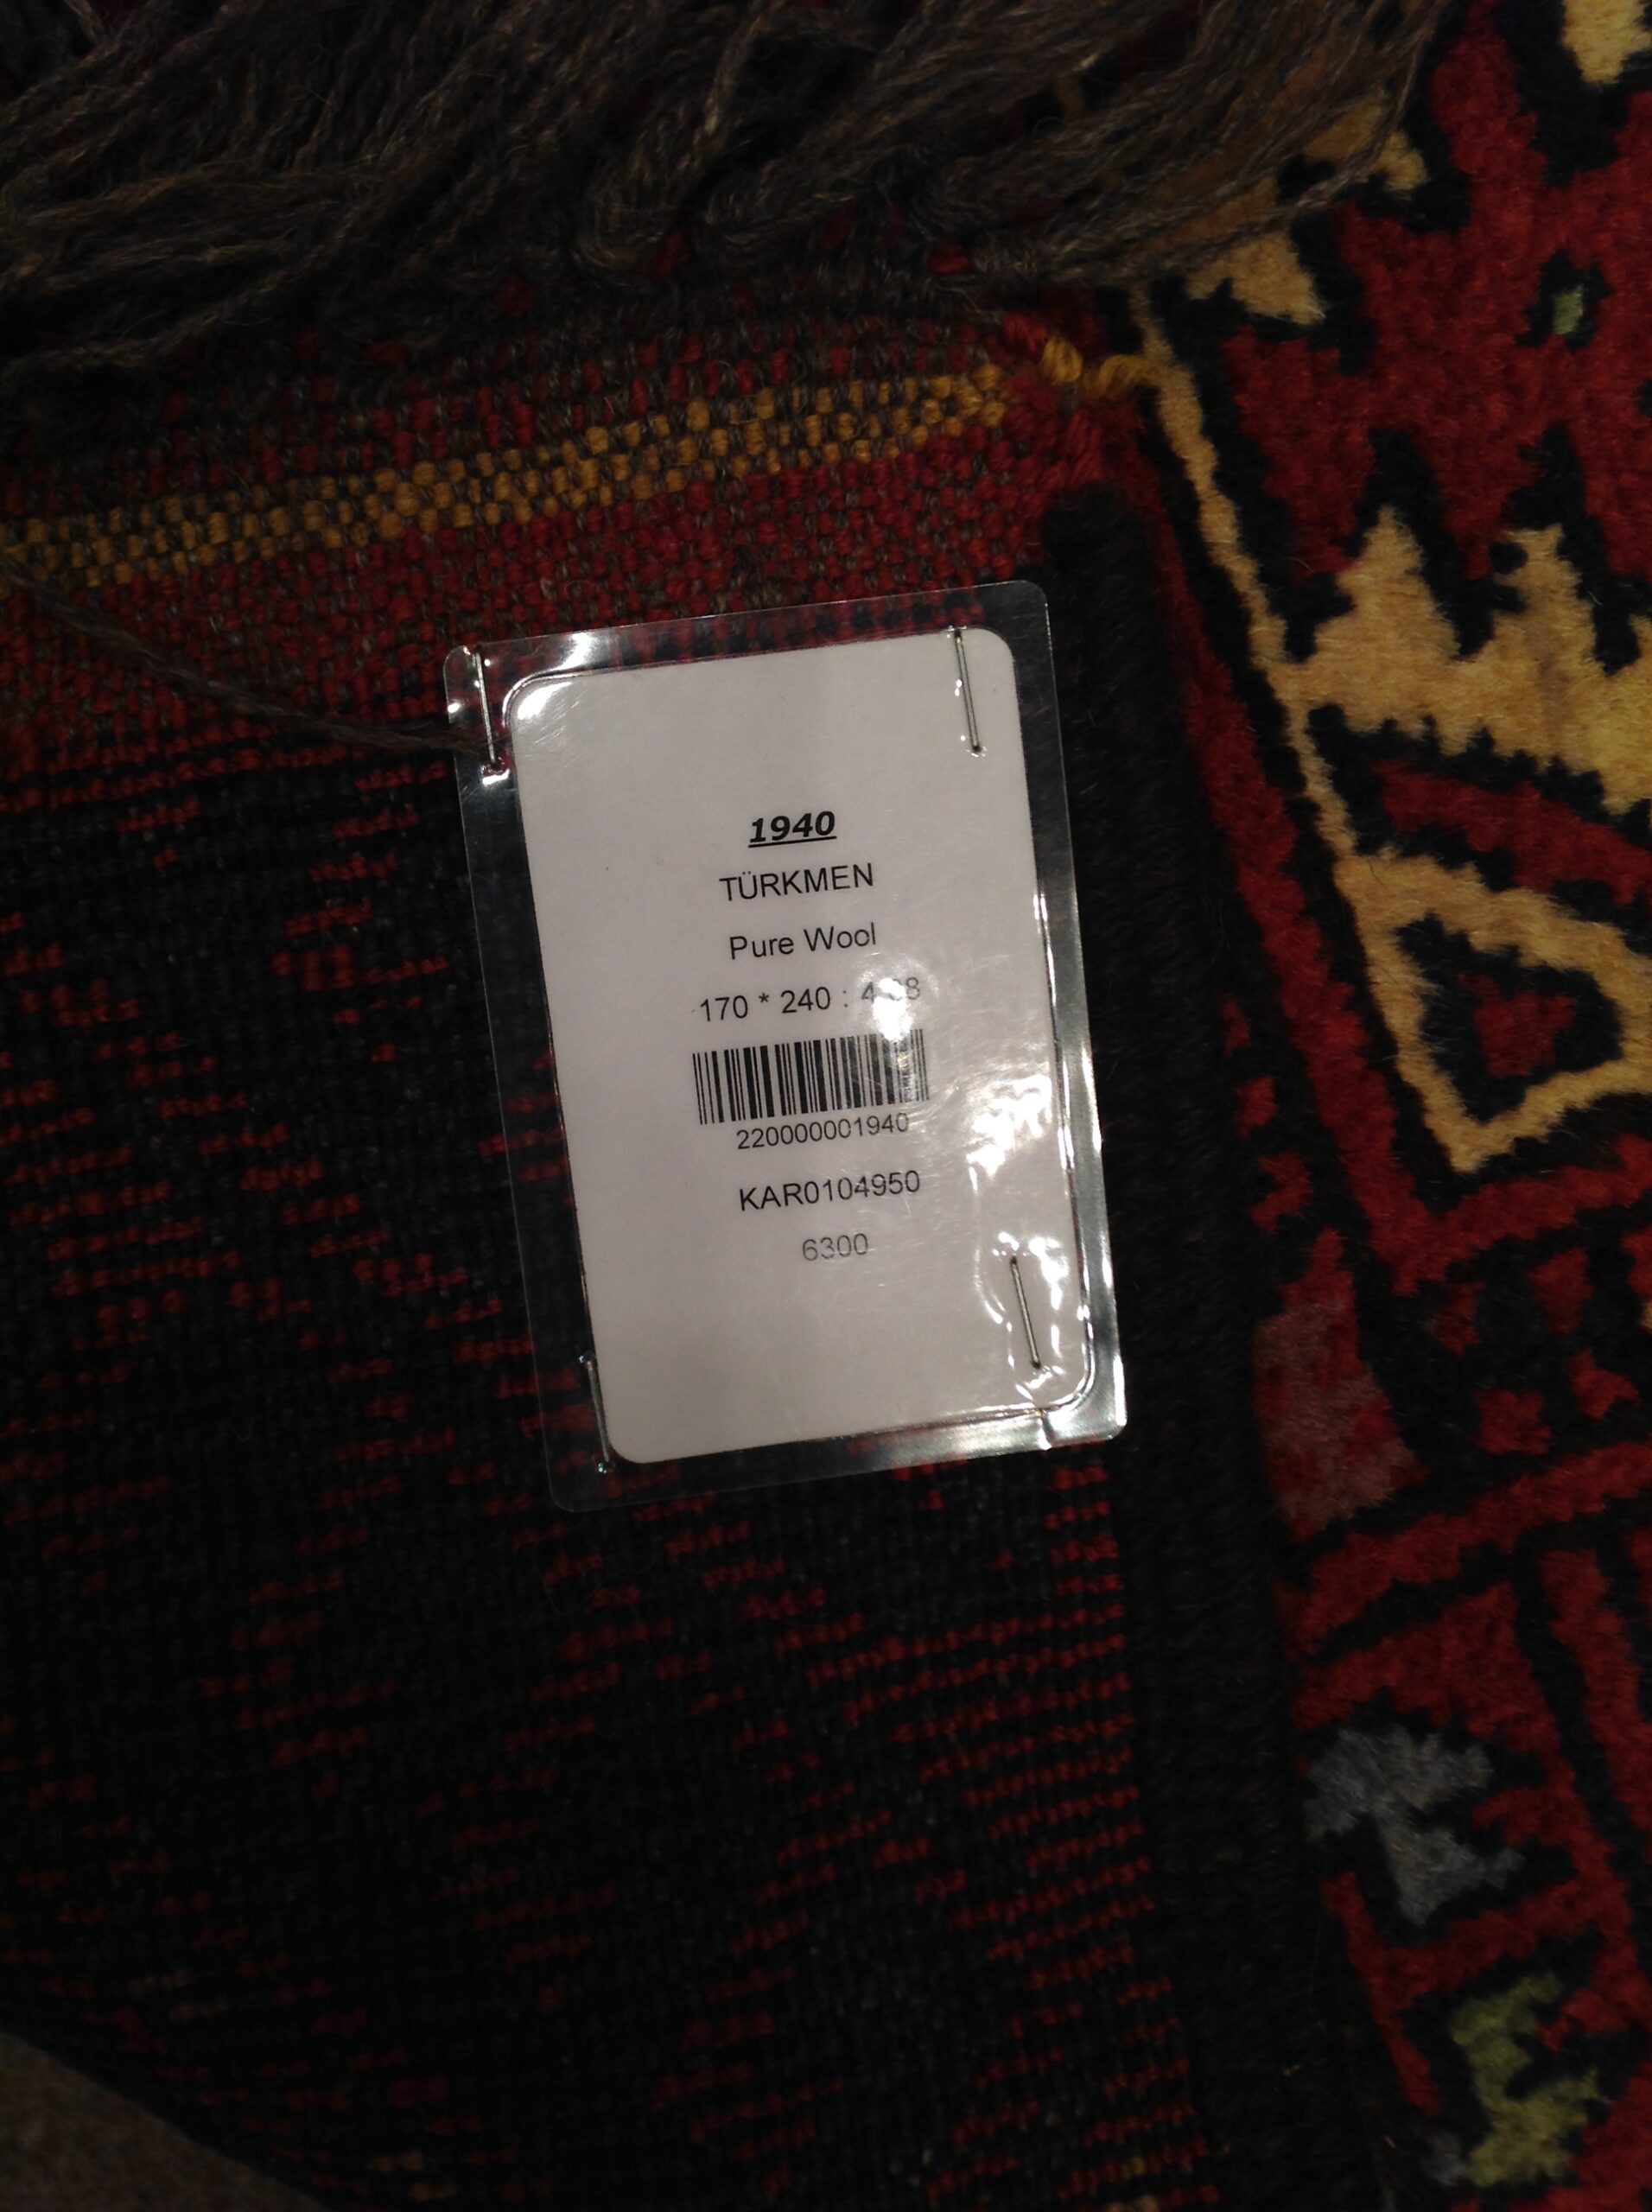 1940
TÜRKMEN
Pure Wool
170 * 240 :
220000001940
KAR0104950
6300